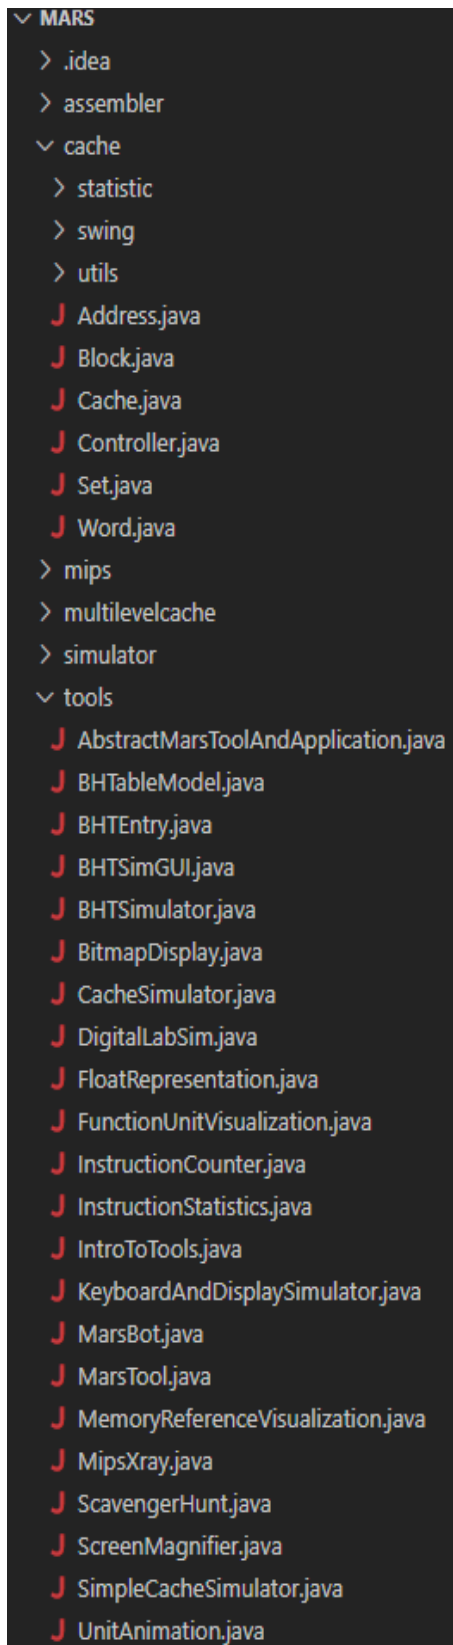 MARS
.idea
assembler
cache
statistic
swing
utils
Address.java
Block.java
Cache.java
Controller.java
Set.java
Word.java
mips
multilevelcache
simulator
tools
AbstractMarsToolAndApplication.java
BHTableModel.java
BHTEntry.java
BHTSimGUI.java
BHTSimulator.java
BitmapDisplay.java
CacheSimulator.java
DigitalLabSim.java
FloatRepresentation.java
FunctionUnitVisualization.java
InstructionCounter.java
InstructionStatistics.java
IntroToTools.java
KeyboardAndDisplaySimulator.java
MarsBot.java
MarsTool.java
MemoryReferenceVisualization.java
MipsXray.java
ScavengerHunt.java
ScreenMagnifier.java
SimpleCacheSimulator.java
UnitAnimation.java